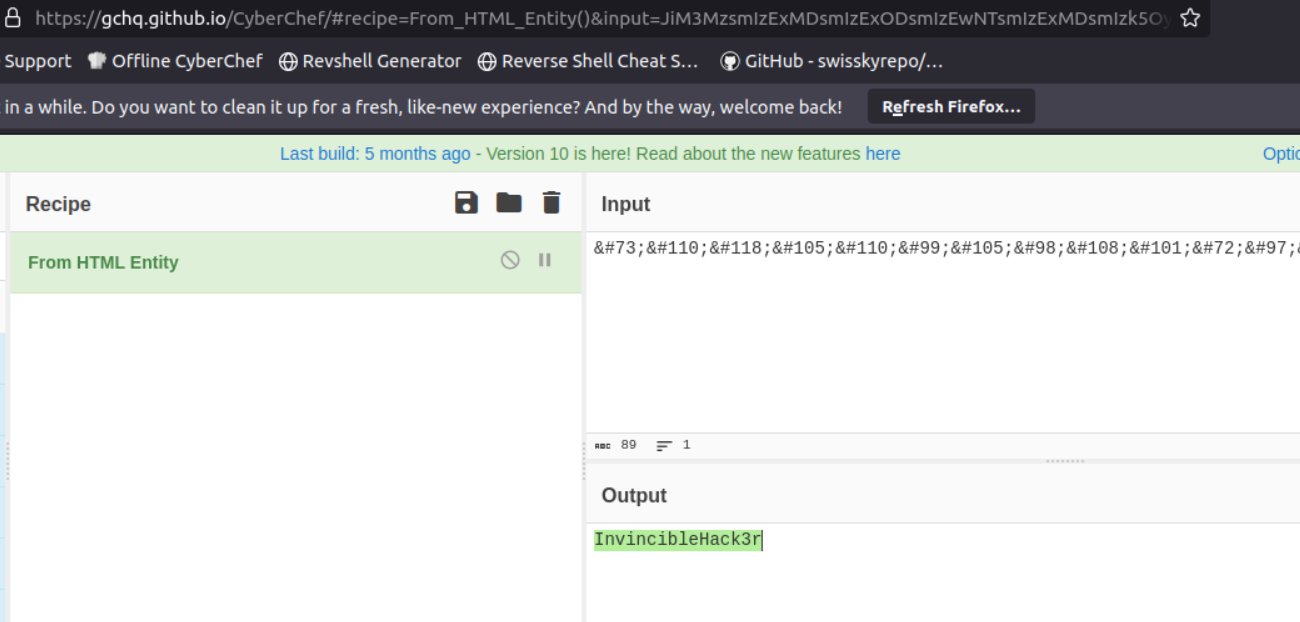 https://gchq.github.io/CyberChef/#recipe=From_HTML_Entity()&input=JiM3MzsmIzExMDsmIzExODsmIzEwNTsmIzExMDsmIzk5Oy
Support Offline CyberChef Revshell Generator Reverse Shell Cheat S... GitHub - swisskyrepo/...
in a while. Do you want to clean it up for a fresh, like-new experience? And by the way, welcome back! Refresh Firefox...
Last build: 5 months ago - Version 10 is here! Read about the new features here Optio
Recipe Input
&#73;&#110;&#118;&#105;&#110;&#99;&#105;&#98;&#108;&#101;&#72;&#97;&
From HTML Entity
ABC 89 1
Output
InvincibleHack3r